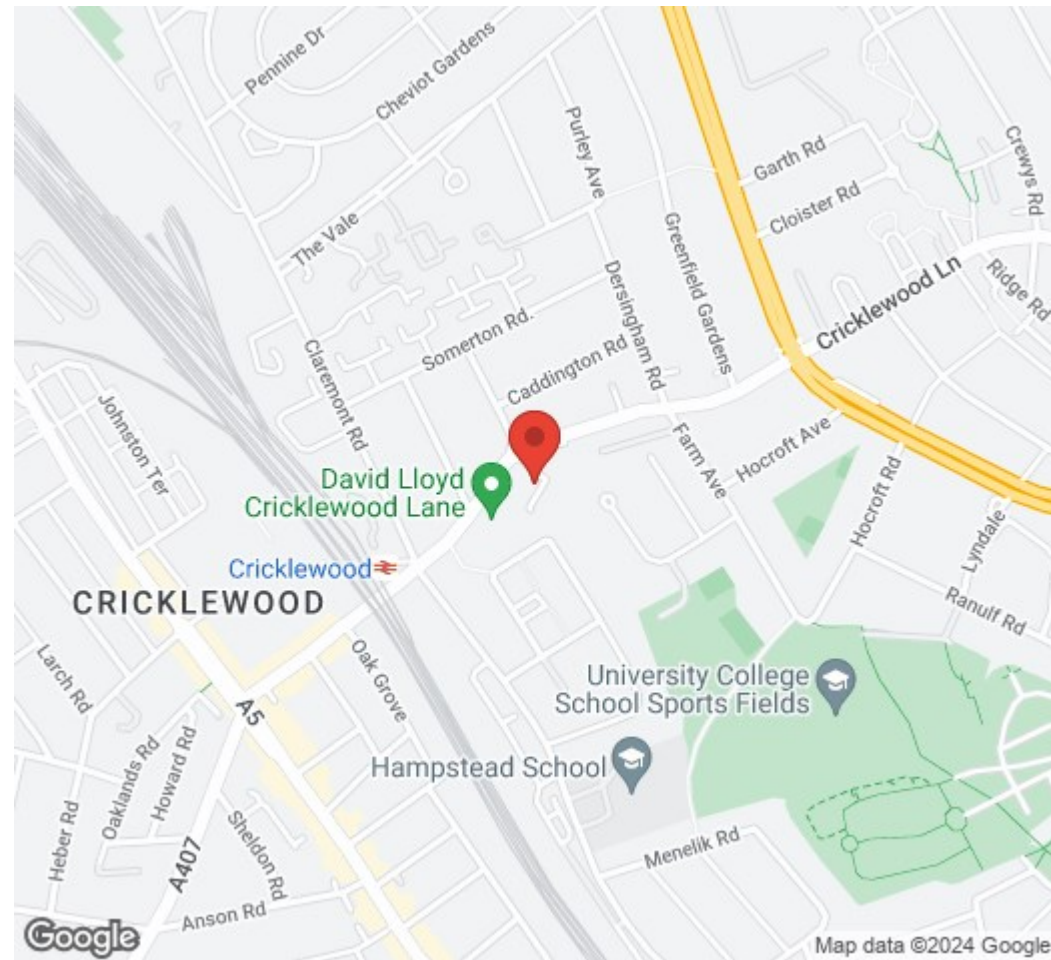 Pennine Dr
Cheviot Gardens
Purley Ave
Garth Rd
Crewys Rd
Cloister Rd
The Vale
Greenfield Gardens
Dersingham Rd
Cricklewood Ln
Ridge Rd
Somerton Rd.
Claremont Rd
Caddington Rd
Johnston Ter
Farm Ave
Hocroft Ave
David Lloyd
Cricklewood Lane
Hocroft Rd
Lyndale
Cricklewood
CRICKLEWOOD
Ranulf Rd
Larch Rd
Oak Grove
University College
School Sports Fields
A5
Oaklands Rd
Howard Rd
Hampstead School
Heber Rd
A407
Sheldon Rd
Menelik Rd
Anson Rd
Google
Map data ©2024 Google